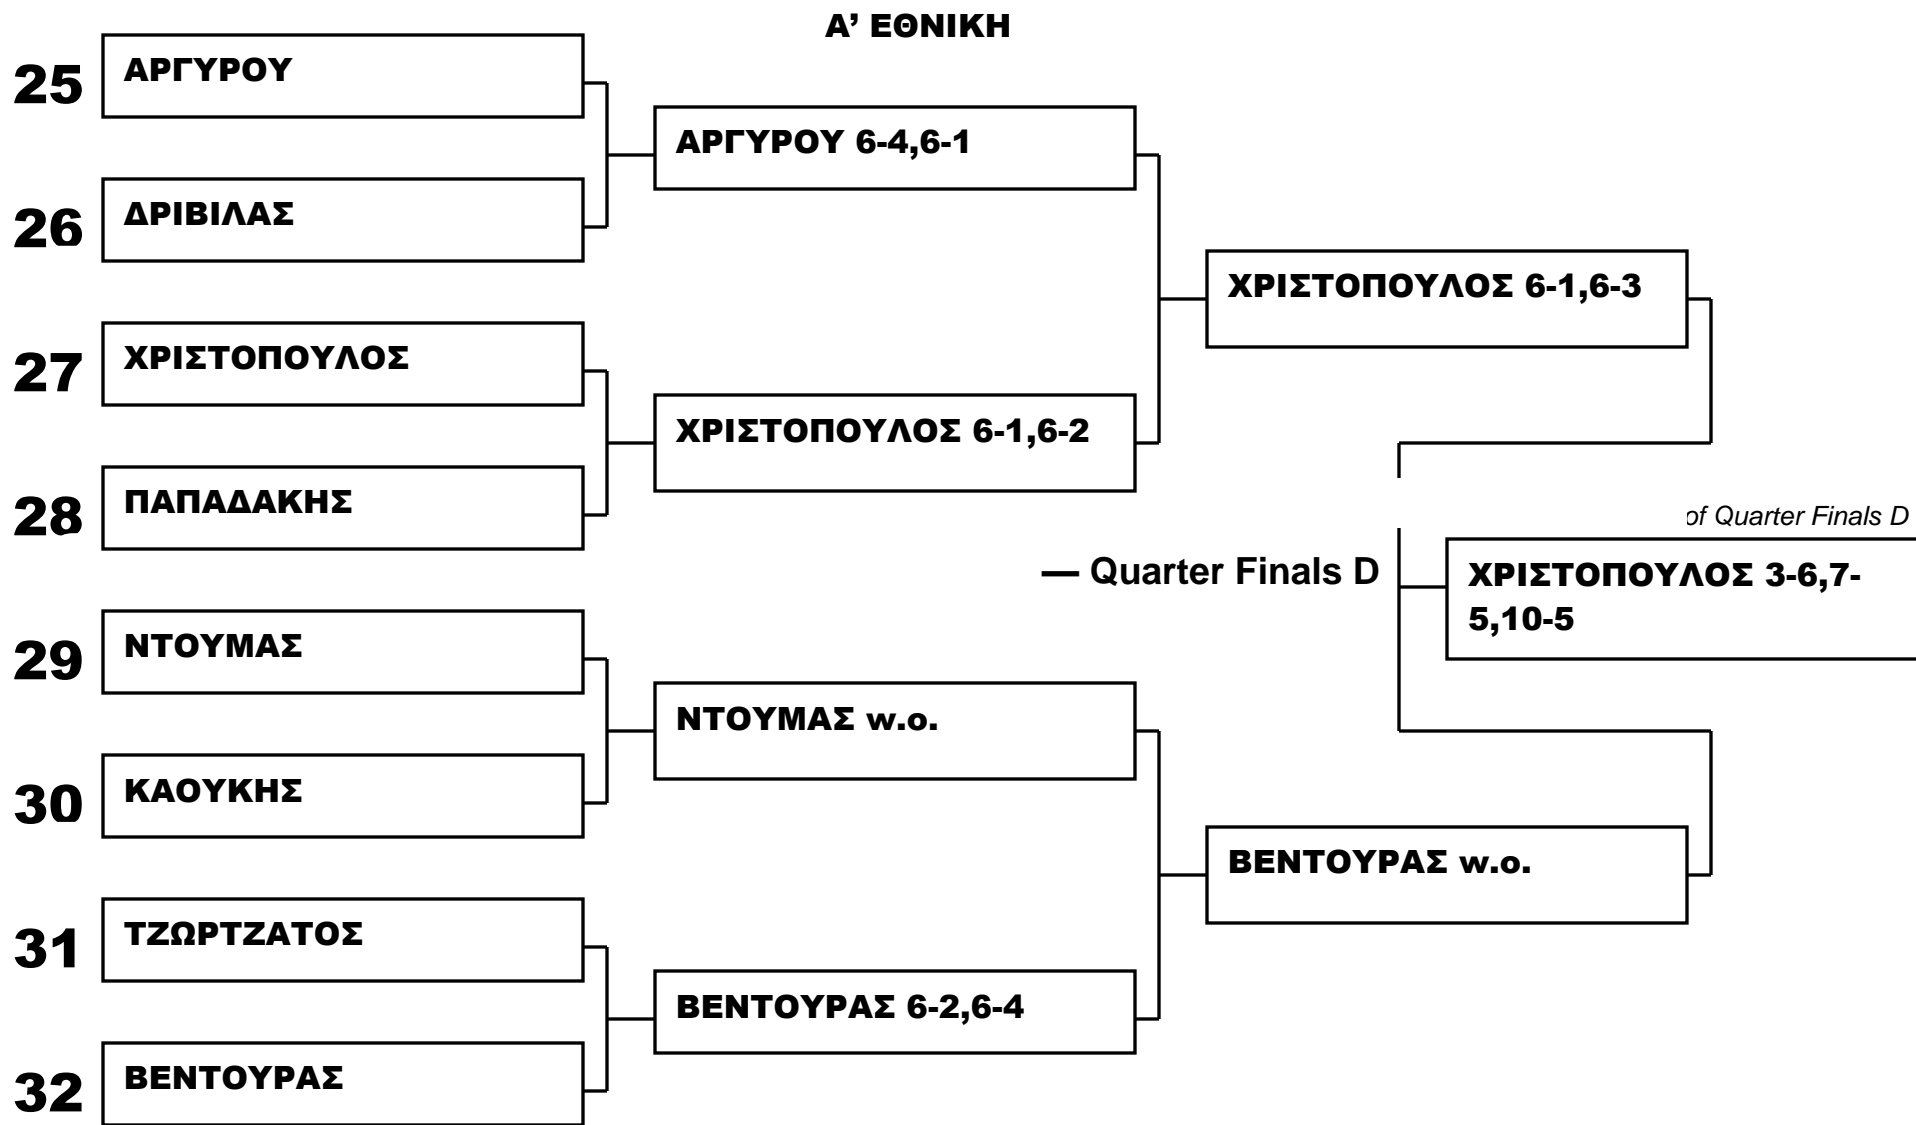 Α’ ΕΘΝΙΚΗ
25
ΑΡΓΥΡΟΥ
ΑΡΓΥΡΟΥ 6-4,6-1
26
ΔΡΙΒΙΛΑΣ
ΧΡΙΣΤΟΠΟΥΛΟΣ 6-1,6-3
27
ΧΡΙΣΤΟΠΟΥΛΟΣ
ΧΡΙΣΤΟΠΟΥΛΟΣ 6-1,6-2
28
ΠΑΠΑΔΑΚΗΣ
of Quarter Finals D
— Quarter Finals D
ΧΡΙΣΤΟΠΟΥΛΟΣ 3-6,7-
5,10-5
29
ΝΤΟΥΜΑΣ
ΝΤΟΥΜΑΣ w.o.
30
ΚΑΟΥΚΗΣ
ΒΕΝΤΟΥΡΑΣ w.o.
31
ΤΖΩΡΤΖΑΤΟΣ
ΒΕΝΤΟΥΡΑΣ 6-2,6-4
32
ΒΕΝΤΟΥΡΑΣ